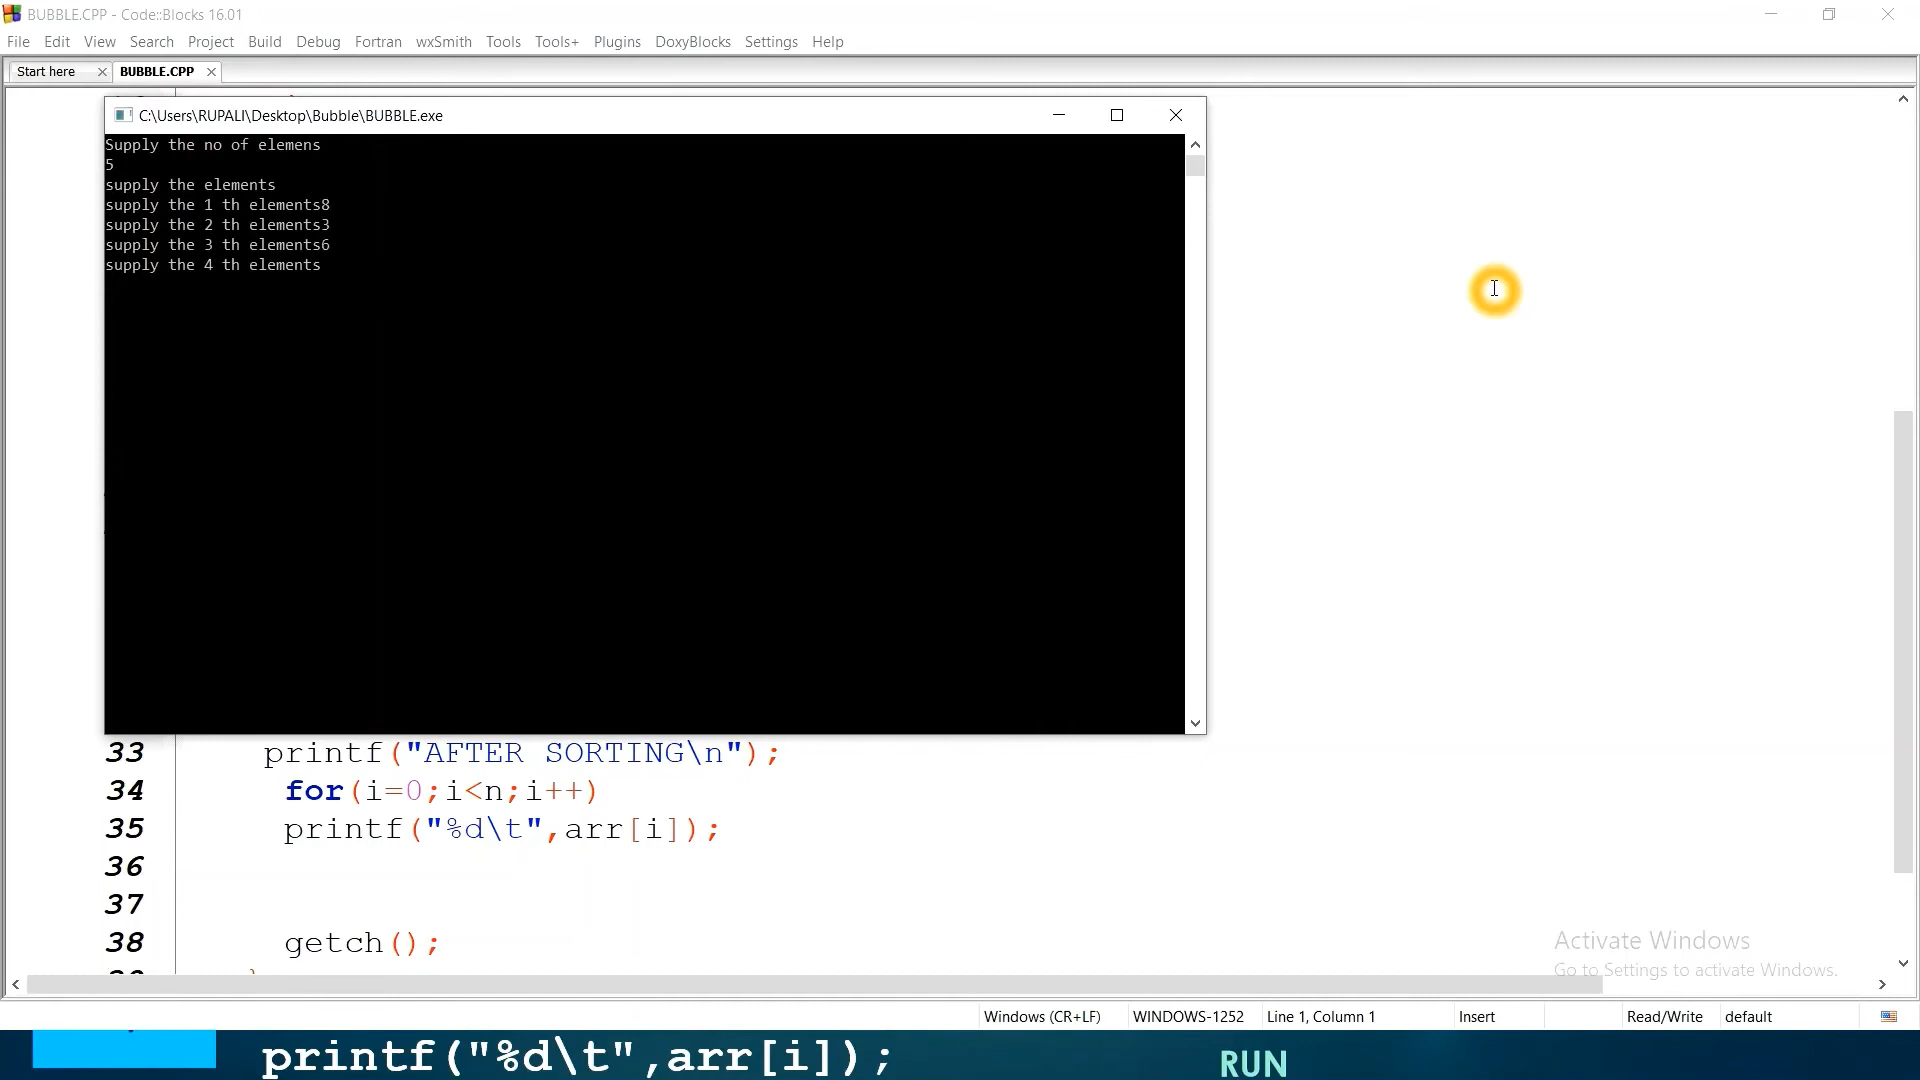 BUBBLE.CPP - Code::Blocks 16.01
File Edit View Search Project Build Debug Fortran wxSmith Tools Tools+ Plugins DoxyBlocks Settings Help
Start here BUBBLE.CPP
C:\Users\RUPALI\Desktop\Bubble\BUBBLE.exe
Supply the no of elemens
5
supply the elements
supply the 1 th elements8
supply the 2 th elements3
supply the 3 th elements6
supply the 4 th elements
33 printf("AFTER SORTING\n");
34 for(i=0;i<n;i++)
35 printf("%d\t",arr[i]);
36
37
38 getch();
Activate Windows
Go to Settings to activate Windows.
Windows (CR+LF) WINDOWS-1252 Line 1, Column 1 Insert Read/Write default
printf("%d\t",arr[i]); RUN